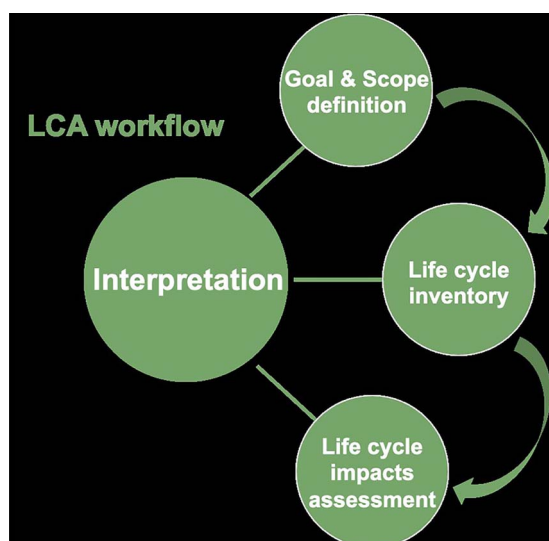 Goal & Scope
definition
LCA workflow
Interpretation
Life cycle
inventory
Life cycle
impacts
assessment